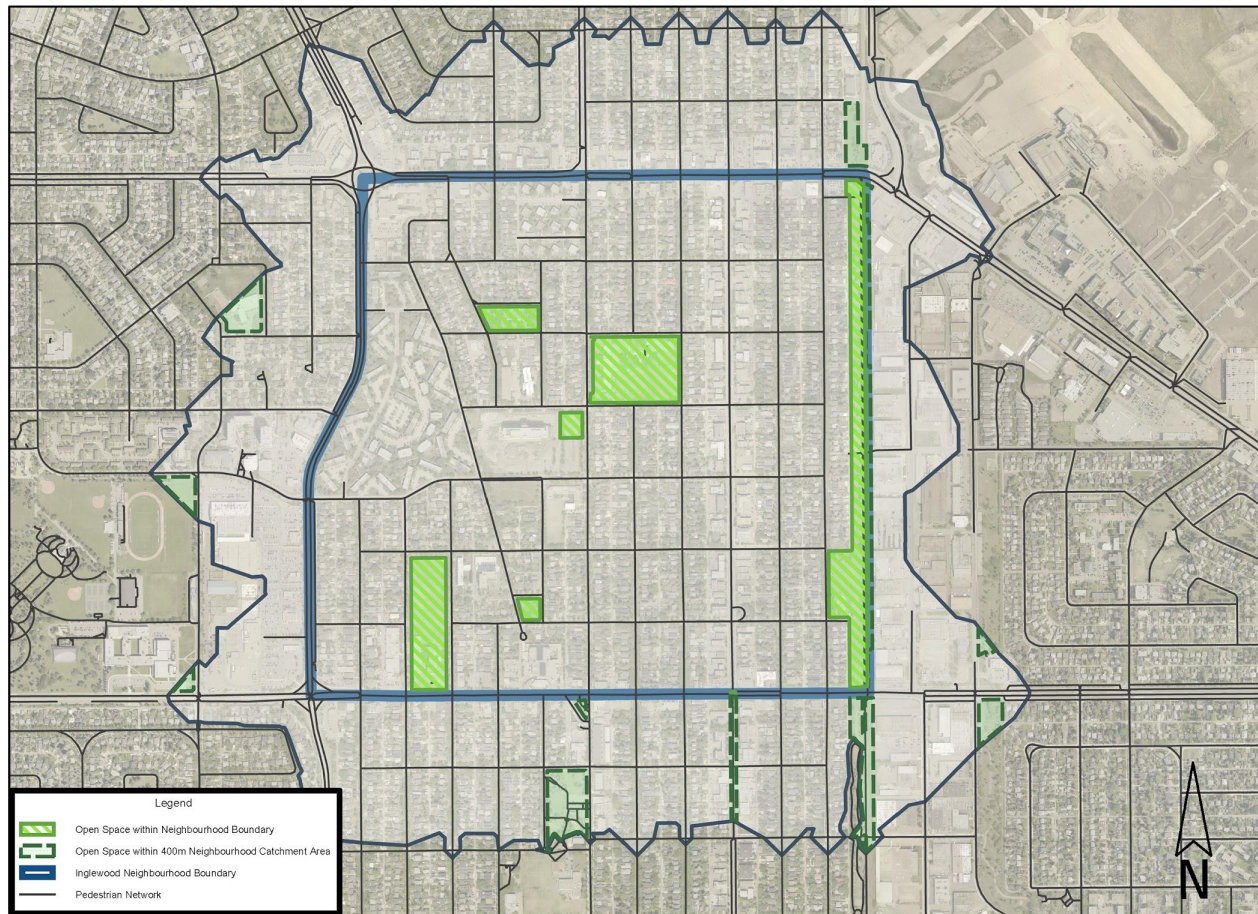 Legend
Open Space within Neighbourhood Boundary
Open Space within 400m Neighbourhood Catchment Area
Inglewood Neighbourhood Boundary
Pedestrian Network
N